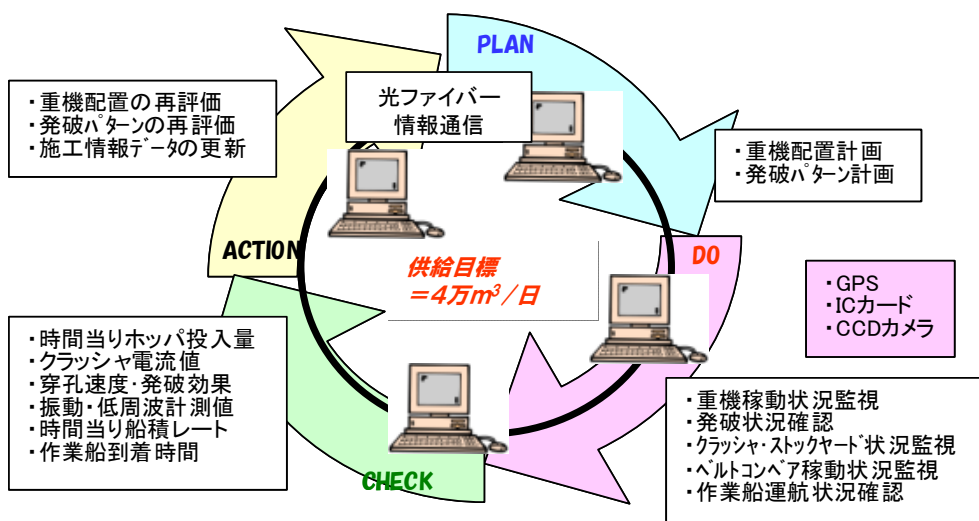 PLAN
光ファイバー
情報通信
・重機配置の再評価
・発破パターンの再評価
・施工情報データの更新
・重機配置計画
・発破パターン計画
ACTION
DO
供給目標
＝4万m³/日
・GPS
・ICカード
・CCDカメラ
・時間当りホッパ投入量
・クラッシャ電流値
・穿孔速度・発破効果
・振動・低周波計測値
・時間当り船積レート
・作業船到着時間
・重機稼動状況監視
・発破状況確認
・クラッシャ・ストックヤード状況監視
・ベルトコンベア稼動状況監視
・作業船運航状況確認
CHECK